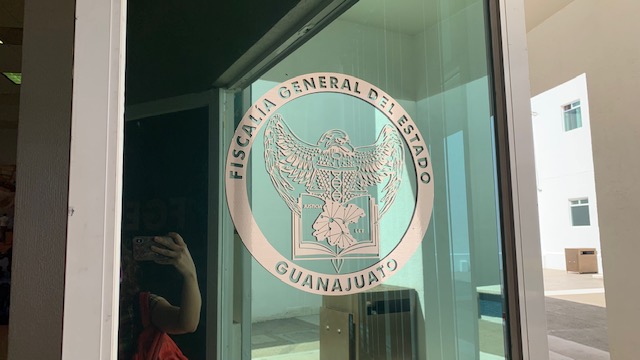 FISCALÍA GENERAL DEL ESTADO
GUANAJUATO